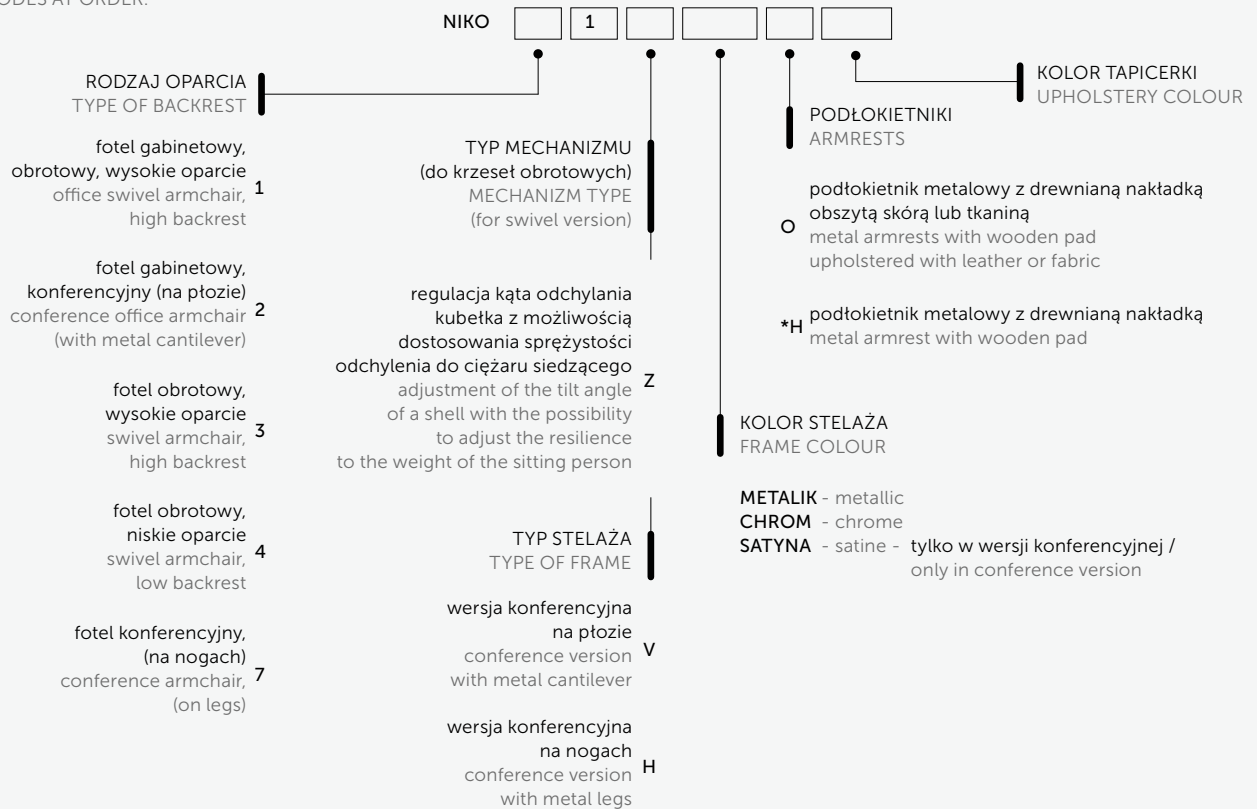 CODES AT ORDER.
NIKO 1
RODZAJ OPARCIA
TYPE OF BACKREST
fotel gabinetowy,
obrotowy, wysokie oparcie
office swivel armchair,
high backrest
1
fotel gabinetowy,
konferencyjny (na płozie)
conference office armchair
(with metal cantilever)
2
fotel obrotowy,
wysokie oparcie
swivel armchair,
high backrest
3
fotel obrotowy,
niskie oparcie
swivel armchair,
low backrest
4
fotel konferencyjny,
(na nogach)
conference armchair,
(on legs)
7
TYP MECHANIZMU
(do krzeseł obrotowych)
MECHANIZM TYPE
(for swivel version)
regulacja kąta odchylania
kubełka z możliwością
dostosowania sprężystości
odchylenia do ciężaru siedzącego
adjustment of the tilt angle
of a shell with the possibility
to adjust the resilience
to the weight of the sitting person
Z
TYP STELAŻA
TYPE OF FRAME
wersja konferencyjna
na płozie
conference version
with metal cantilever
V
wersja konferencyjna
na nogach
conference version
with metal legs
H
KOLOR STELAŻA
FRAME COLOUR
METALIK - metallic
CHROM - chrome
SATYNA - satine - tylko w wersji konferencyjnej /
only in conference version
PODŁOKIETNIKI
ARMRESTS
podłokietnik metalowy z drewnianą nakładką
obszytą skórą lub tkaniną
metal armrests with wooden pad
upholstered with leather or fabric
O
podłokietnik metalowy z drewnianą nakładką
metal armrest with wooden pad
*H
KOLOR TAPICERKI
UPHOLSTERY COLOUR